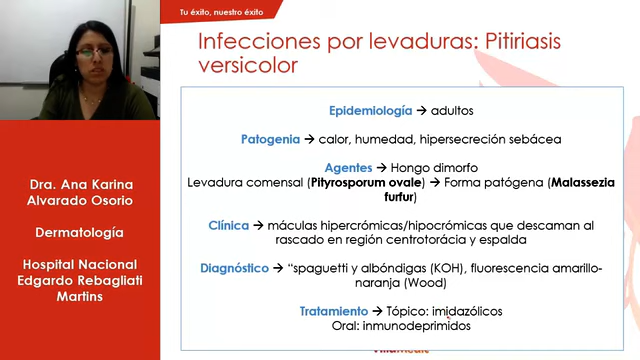 Tu éxito, nuestro éxito
Infecciones por levaduras: Pitiriasis
versicolor
Epidemiología → adultos
Patogenia → calor, humedad, hipersecreción sebácea
Agentes → Hongo dimorfo
Levadura comensal (Pityrosporum ovale) → Forma patógena (Malassezia
furfur)
Clínica → máculas hipercrómicas/hipocrómicas que descaman al
rascado en región centrotorácia y espalda
Diagnóstico → “spaguetti y albóndigas (KOH), fluorescencia amarillo-
naranja (Wood)
Tratamiento → Tópico: imidazólicos
Oral: inmunodeprimidos
Dra. Ana Karina
Alvarado Osorio
Dermatología
Hospital Nacional
Edgardo Rebagliati
Martins